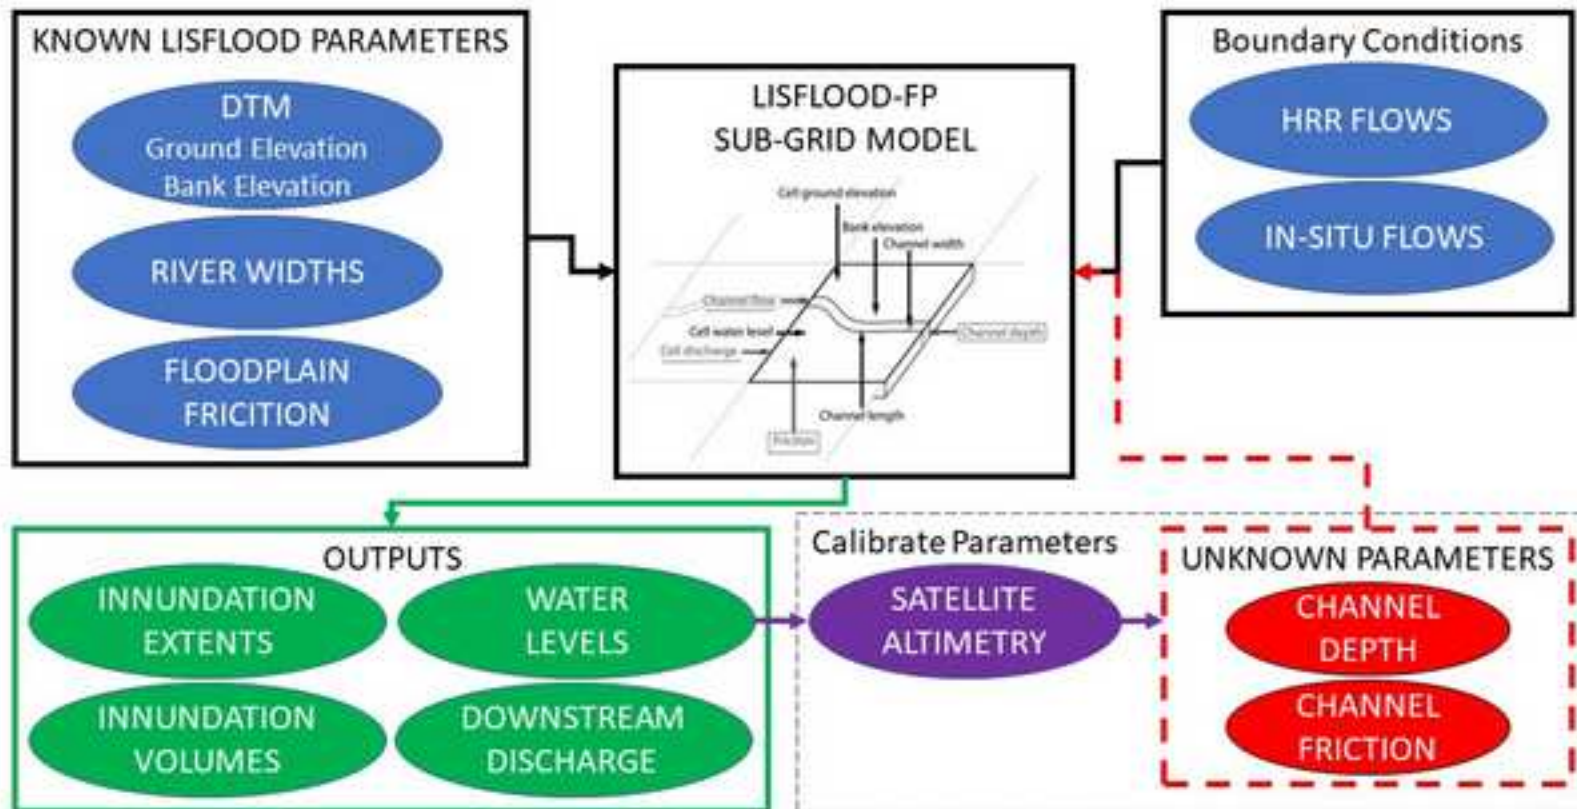 KNOWN LISFLOOD PARAMETERS
DTM
Ground Elevation
Bank Elevation
RIVER WIDTHS
FLOODPLAIN
FRICITION
LISFLOOD-FP
SUB-GRID MODEL
Cell ground elevation
Bank elevation
Channel width
Channel flow
Cell water level
Cell discharge
Channel depth
Channel length
Friction
Boundary Conditions
HRR FLOWS
IN-SITU FLOWS
OUTPUTS
INNUNDATION
EXTENTS
WATER
LEVELS
INNUNDATION
VOLUMES
DOWNSTREAM
DISCHARGE
Calibrate Parameters
SATELLITE
ALTIMETRY
UNKNOWN PARAMETERS
CHANNEL
DEPTH
CHANNEL
FRICTION